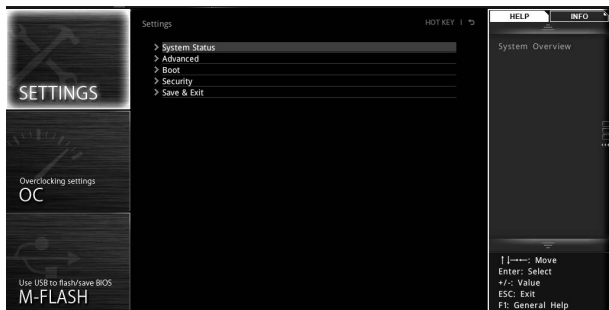 SETTINGS
Overclocking settings
OC
Use USB to flash/save BIOS
M-FLASH
Settings
HOT KEY
> System Status
> Advanced
> Boot
> Security
> Save & Exit
HELP
INFO
System Overview
↑↓→←: Move
Enter: Select
+/-: Value
ESC: Exit
F1: General Help